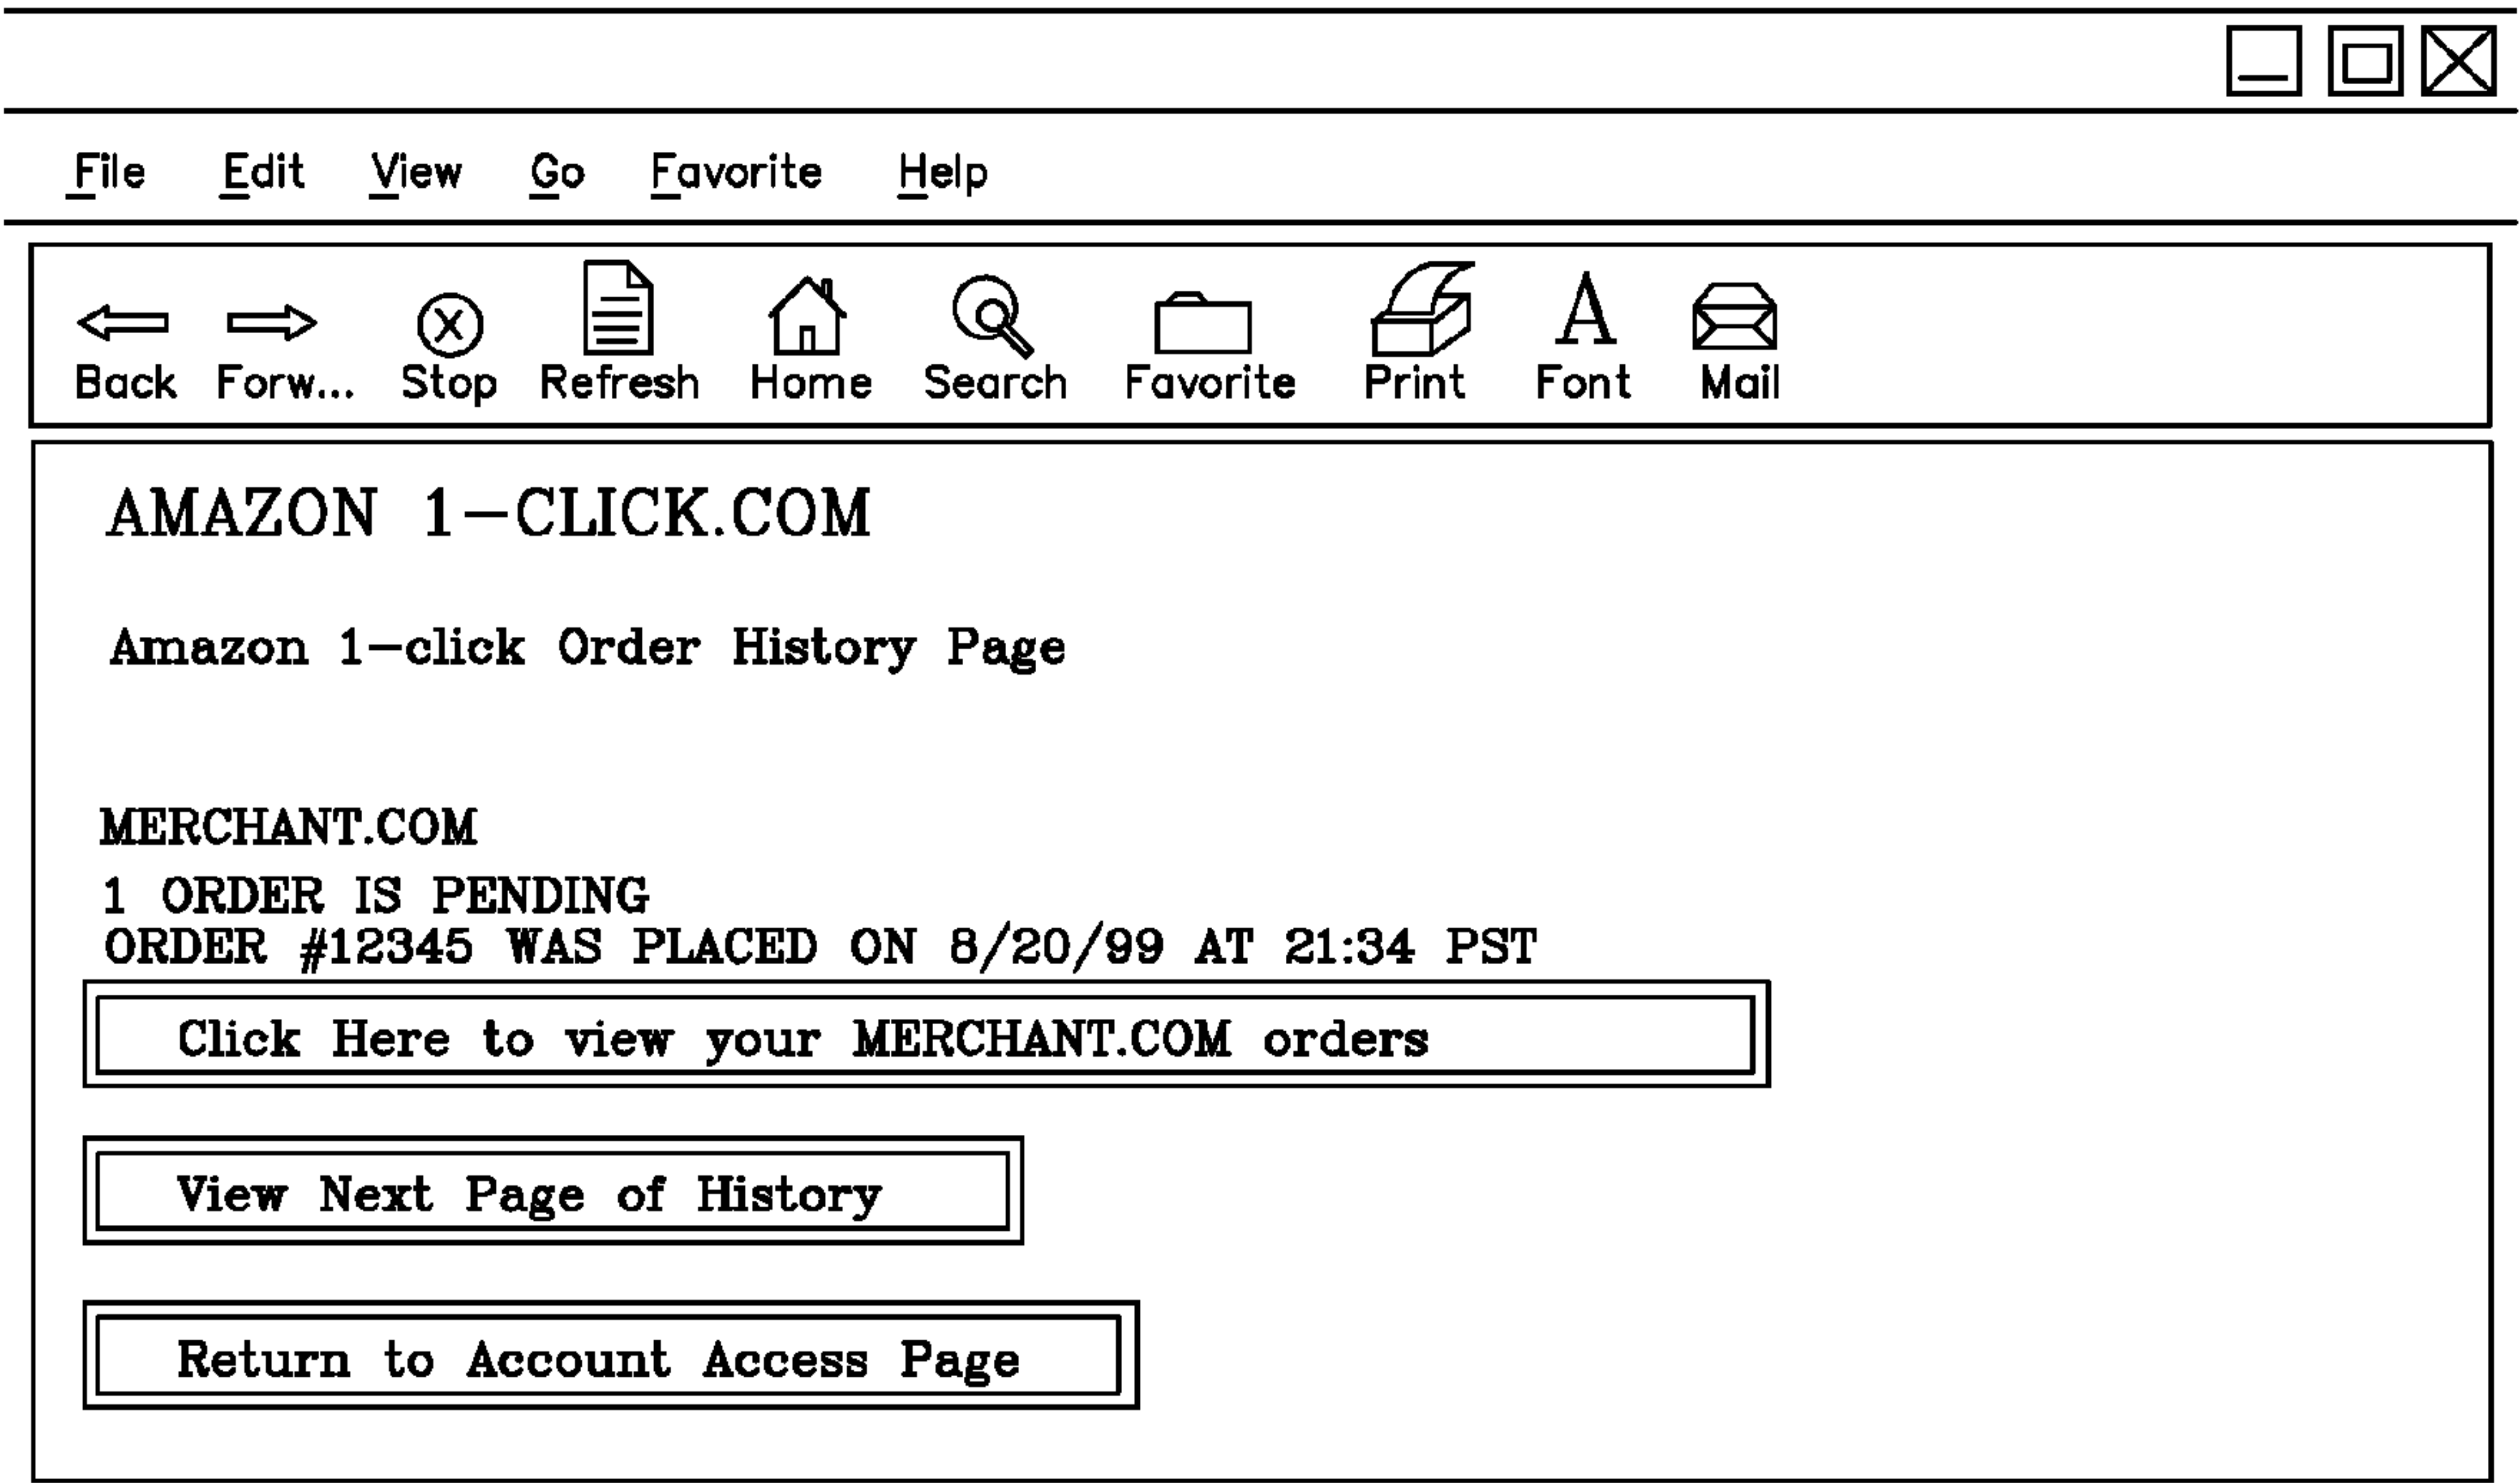 File Edit View Go Favorite Help
Back Forw... Stop Refresh Home Search Favorite Print Font Mail
AMAZON 1-CLICK.COM
Amazon 1-click Order History Page
MERCHANT.COM
1 ORDER IS PENDING
ORDER #12345 WAS PLACED ON 8/20/99 AT 21:34 PST
Click Here to view your MERCHANT.COM orders
View Next Page of History
Return to Account Access Page